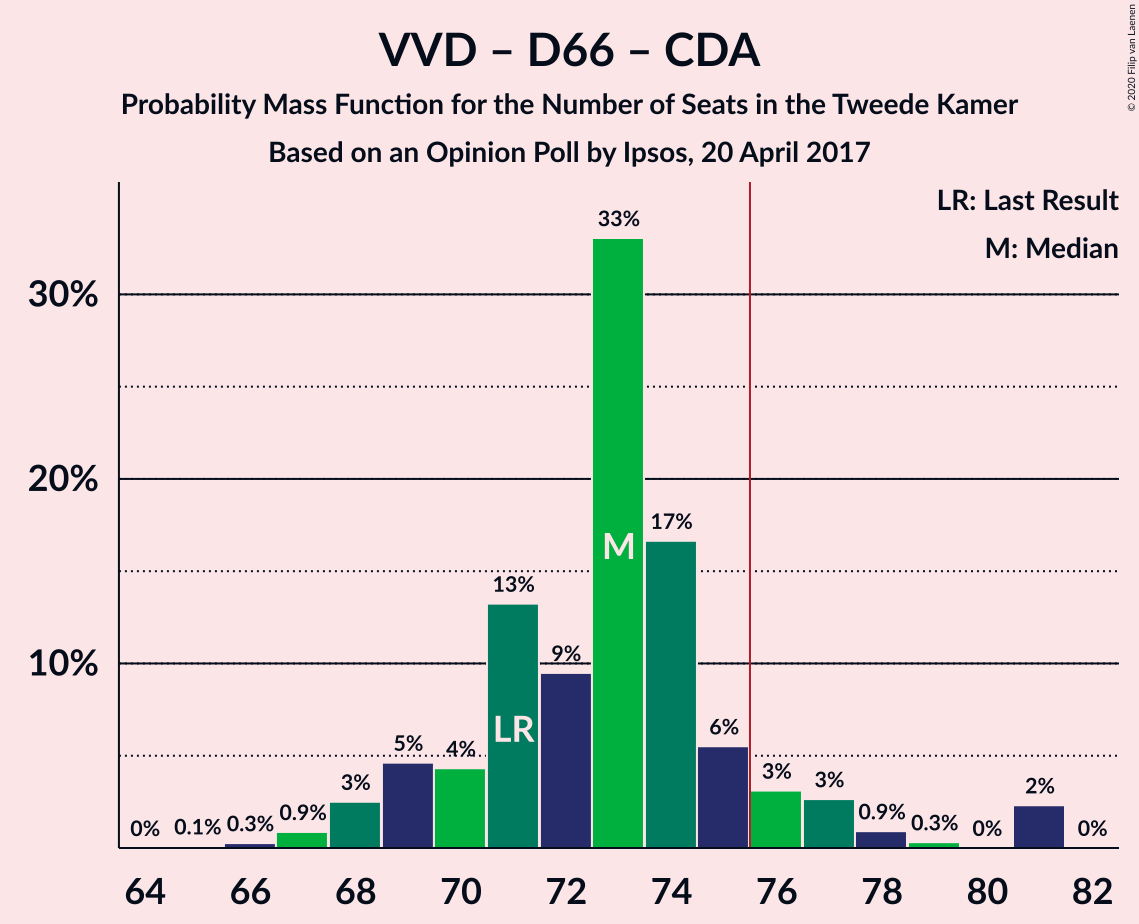 VVD – D66 – CDA
Probability Mass Function for the Number of Seats in the Tweede Kamer
Based on an Opinion Poll by Ipsos, 20 April 2017
© 2020 Filip van Laenen
LR: Last Result
M: Median
30%
20%
10%
0%
0.1%
0.3%
0.9%
3%
5%
4%
13%
9%
33%
17%
6%
3%
3%
0.9%
0.3%
0%
2%
0%
LR
M
64 66 68 70 72 74 76 78 80 82